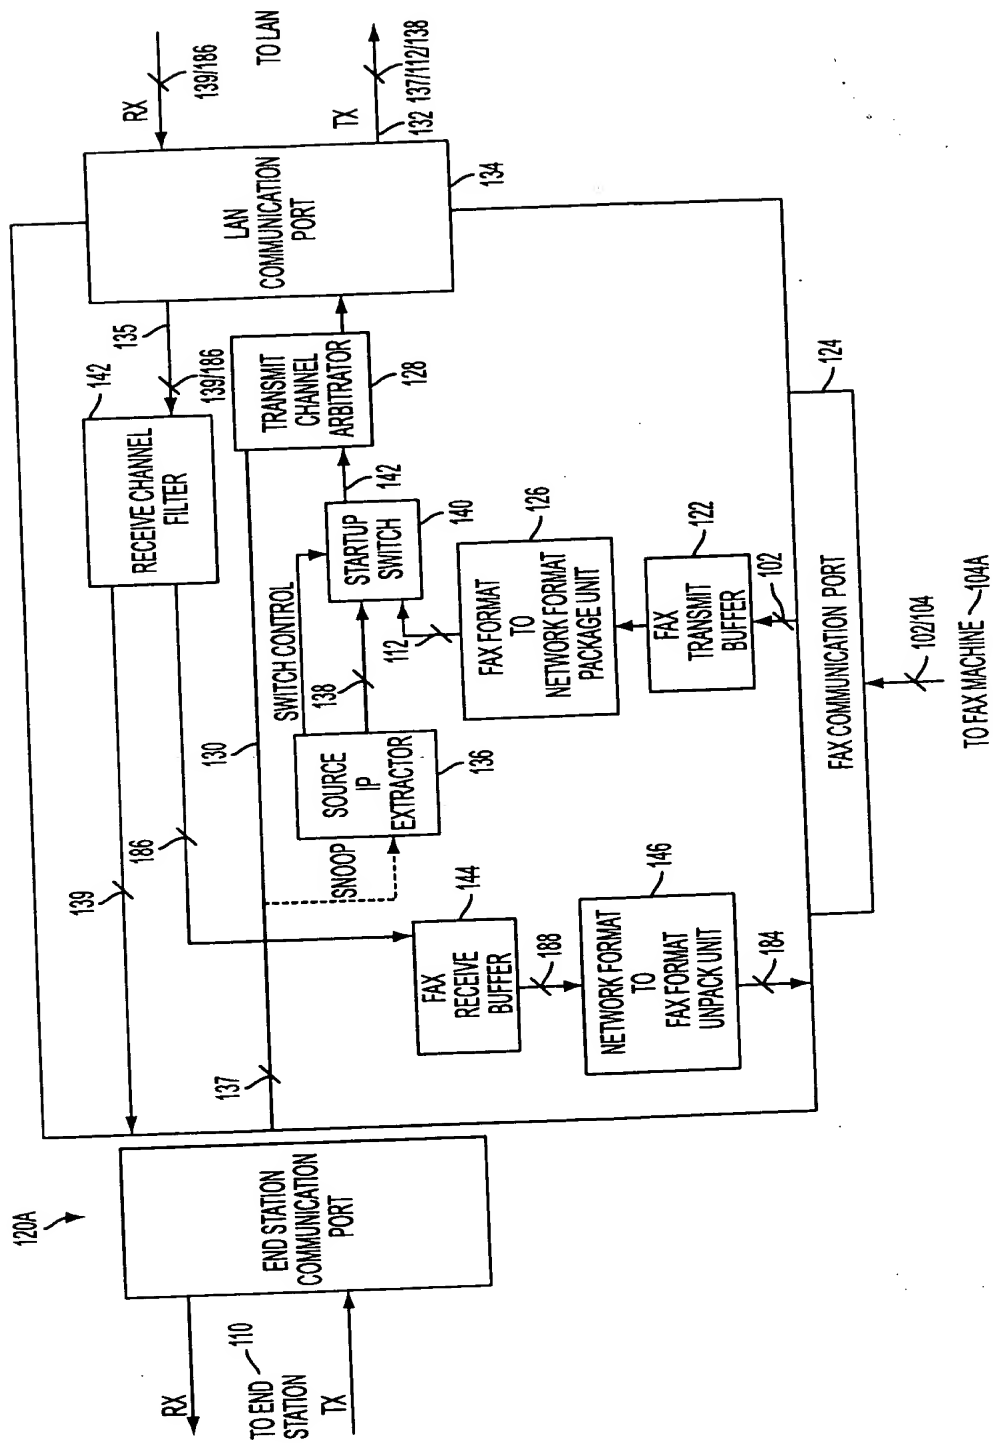 120A
RX
TO END
STATION
110
TX
END STATION
COMMUNICATION
PORT
139
186
137
130
SNOOP
SOURCE
IP
EXTRACTOR
136
SWITCH CONTROL
138
RECEIVE CHANNEL
FILTER
142
135
139/186
STARTUP
SWITCH
140
142
TRANSMIT
CHANNEL
ARBITRATOR
128
LAN
COMMUNICATION
PORT
134
RX
139/186
TO LAN
TX
132 137/112/138
FAX
RECEIVE
BUFFER
144
188
NETWORK FORMAT
TO
FAX FORMAT
UNPACK UNIT
146
184
112
FAX FORMAT
TO
NETWORK FORMAT
PACKAGE UNIT
126
FAX
TRANSMIT
BUFFER
122
102
FAX COMMUNICATION PORT
124
102/104
TO FAX MACHINE 104A